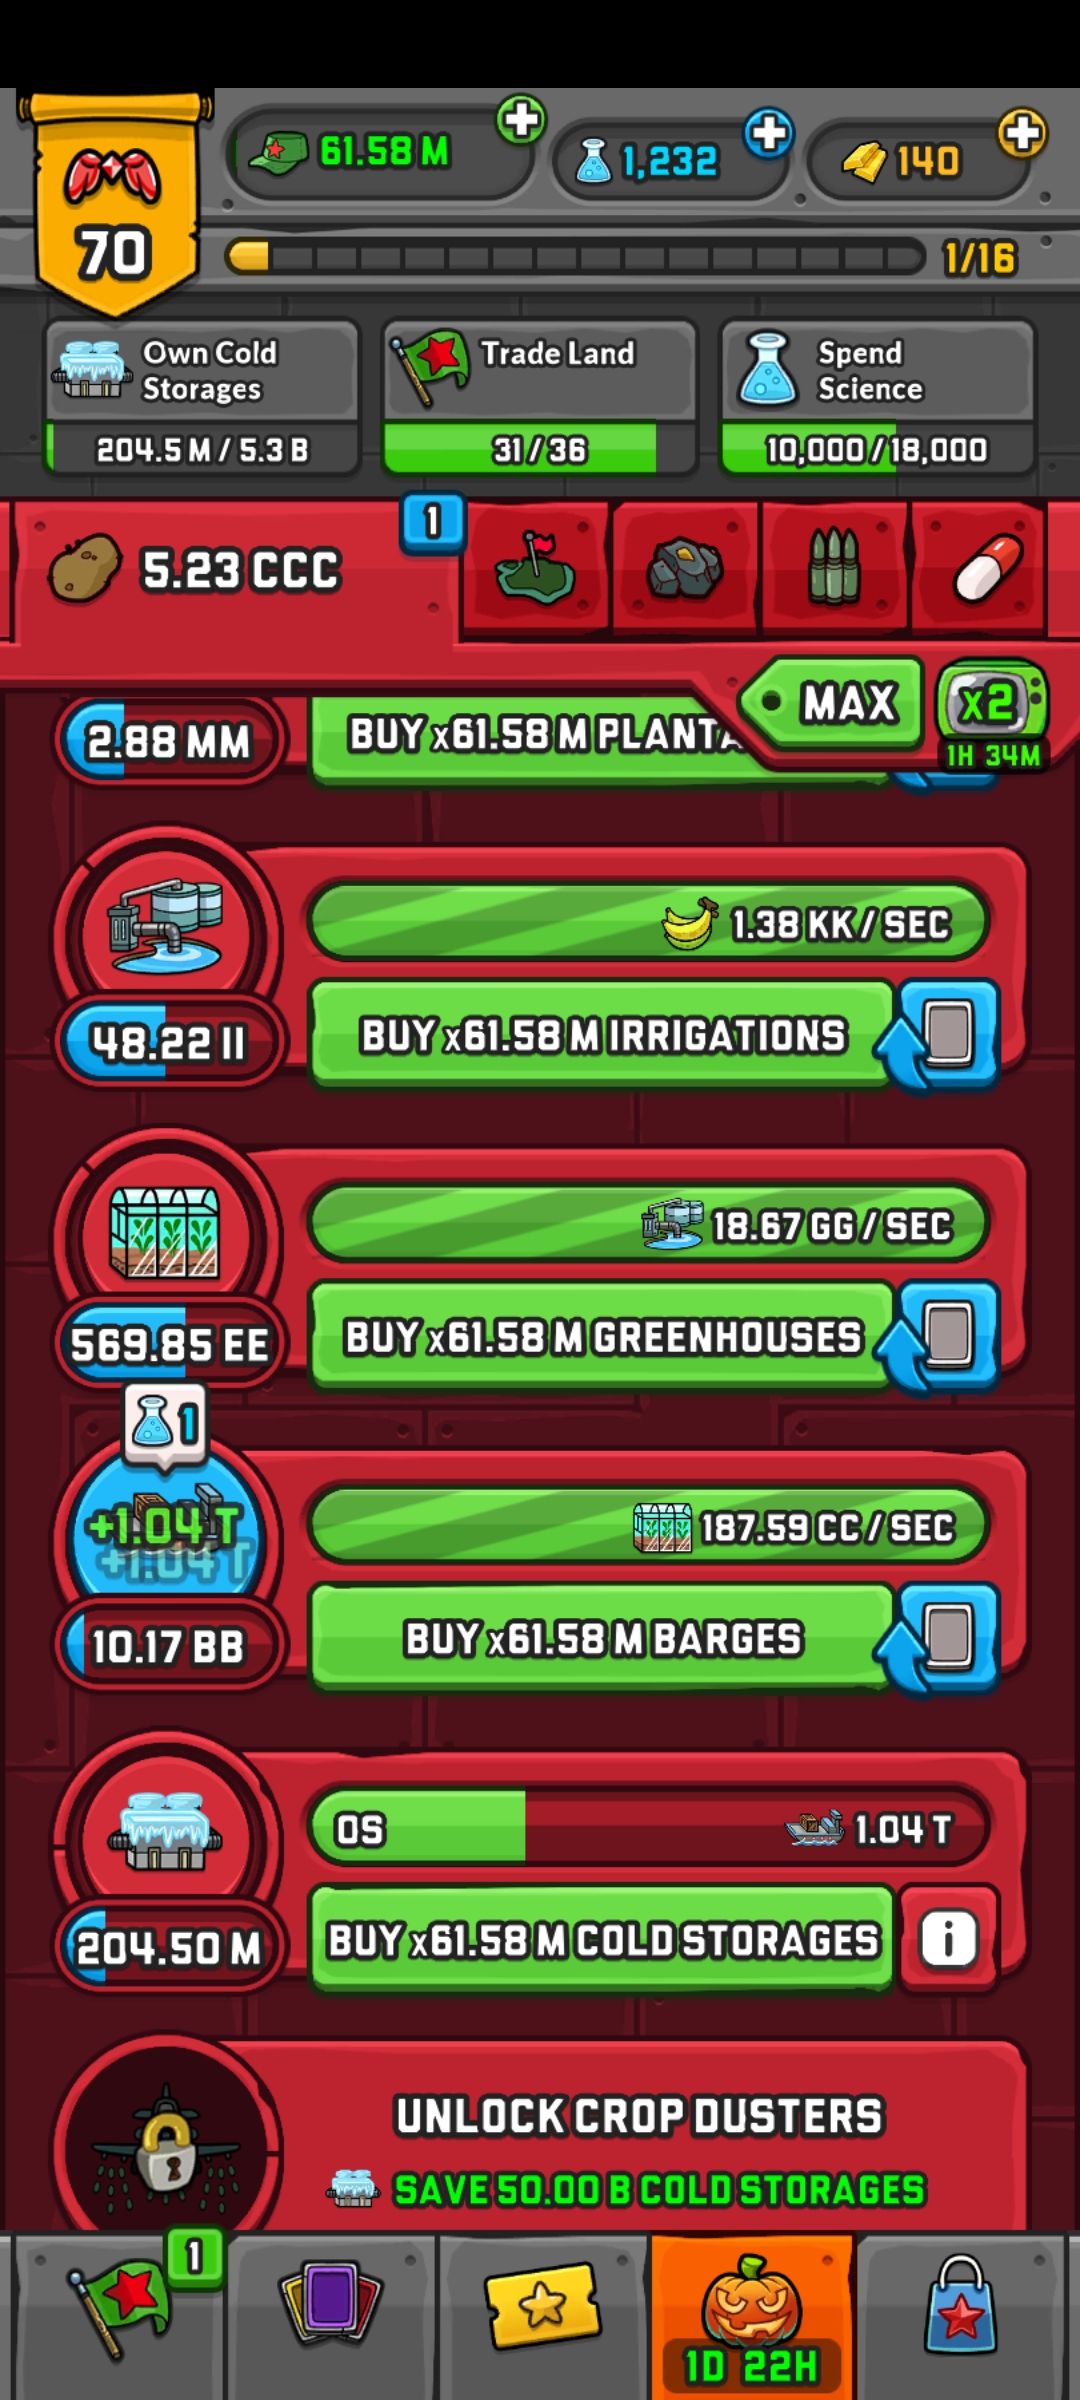 61.58 M
1,232
140
70
1/16
Own Cold
Storages
Trade Land
Spend
Science
204.5 M / 5.3 B
31 / 36
10,000 / 18,000
5.23 CCC
1
MAX
x2
1H 34M
2.88 MM
BUY x61.58 M PLANTA
1.38 KK / SEC
48.22 II
BUY x61.58 M IRRIGATIONS
18.67 GG / SEC
569.85 EE
BUY x61.58 M GREENHOUSES
1
+1.04 T
+1.04 T
187.59 CC / SEC
10.17 BB
BUY x61.58 M BARGES
0S
1.04 T
204.50 M
BUY x61.58 M COLD STORAGES
i
UNLOCK CROP DUSTERS
SAVE 50.00 B COLD STORAGES
1
1D 22H